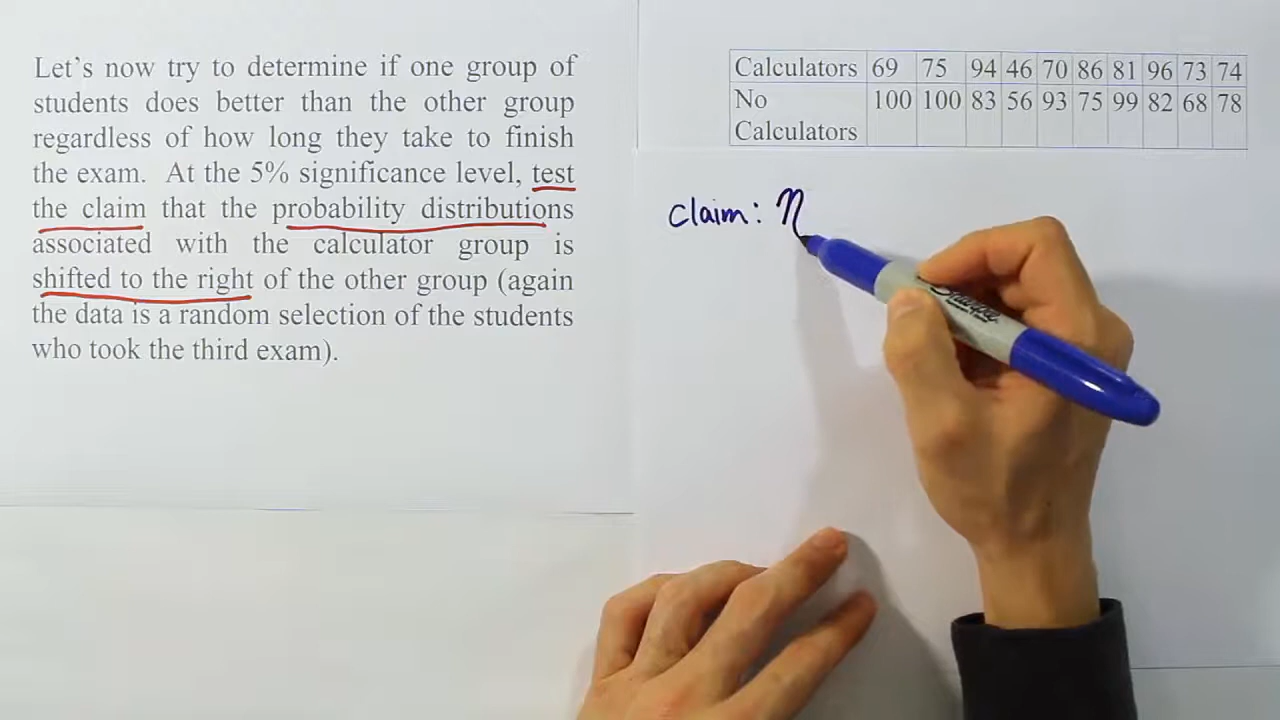 Let's now try to determine if one group of
students does better than the other group
regardless of how long they take to finish
the exam. At the 5% significance level, test
the claim that the probability distributions
associated with the calculator group is
shifted to the right of the other group (again
the data is a random selection of the students
who took the third exam).
Calculators 69 75 94 46 70 86 81 96 73 74
No 100 100 83 56 93 75 99 82 68 78
Calculators
Claim: η
Sharpie